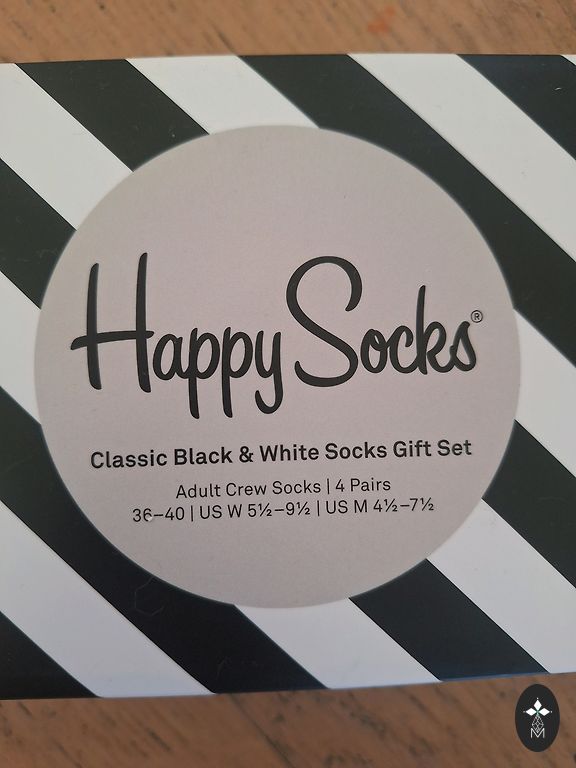 Happy Socks®
Classic Black & White Socks Gift Set
Adult Crew Socks | 4 Pairs
36–40 | US W 5½–9½ | US M 4½–7½
M